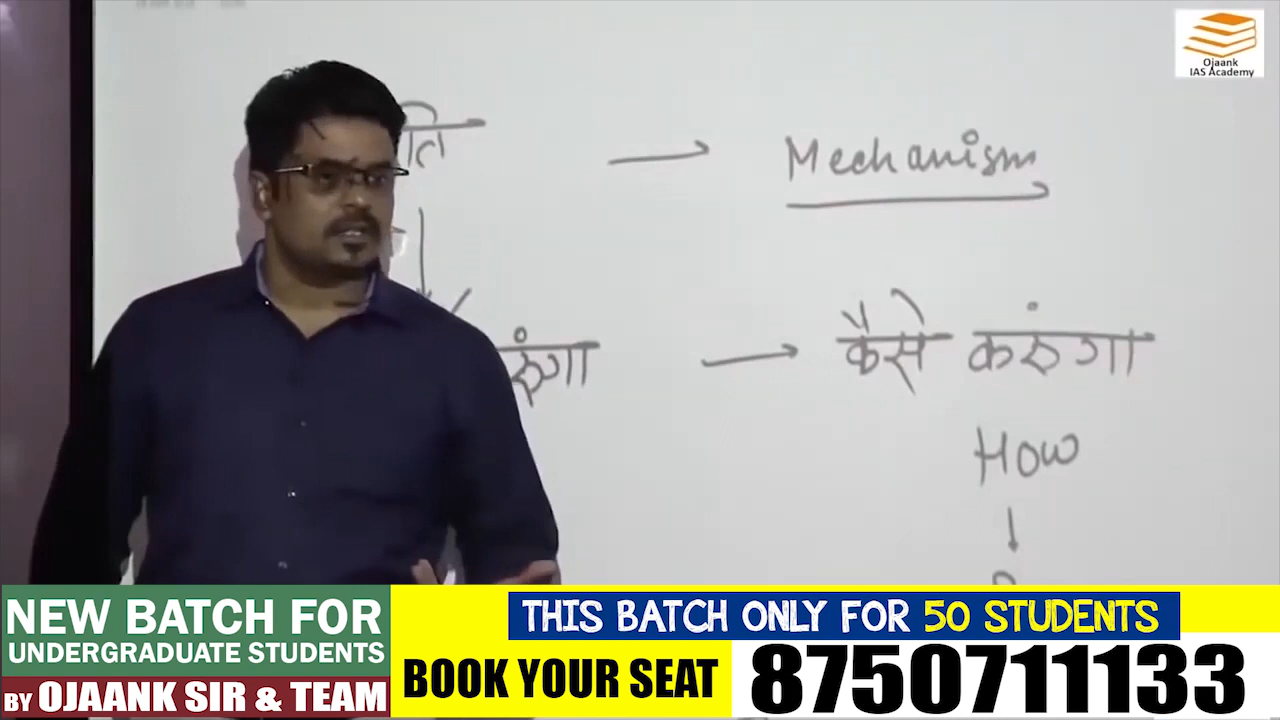 Ojaank
IAS Academy
Mechanism
कैसे करुंगा
How
NEW BATCH FOR
UNDERGRADUATE STUDENTS
BY OJAANK SIR & TEAM
THIS BATCH ONLY FOR 50 STUDENTS
BOOK YOUR SEAT
8750711133